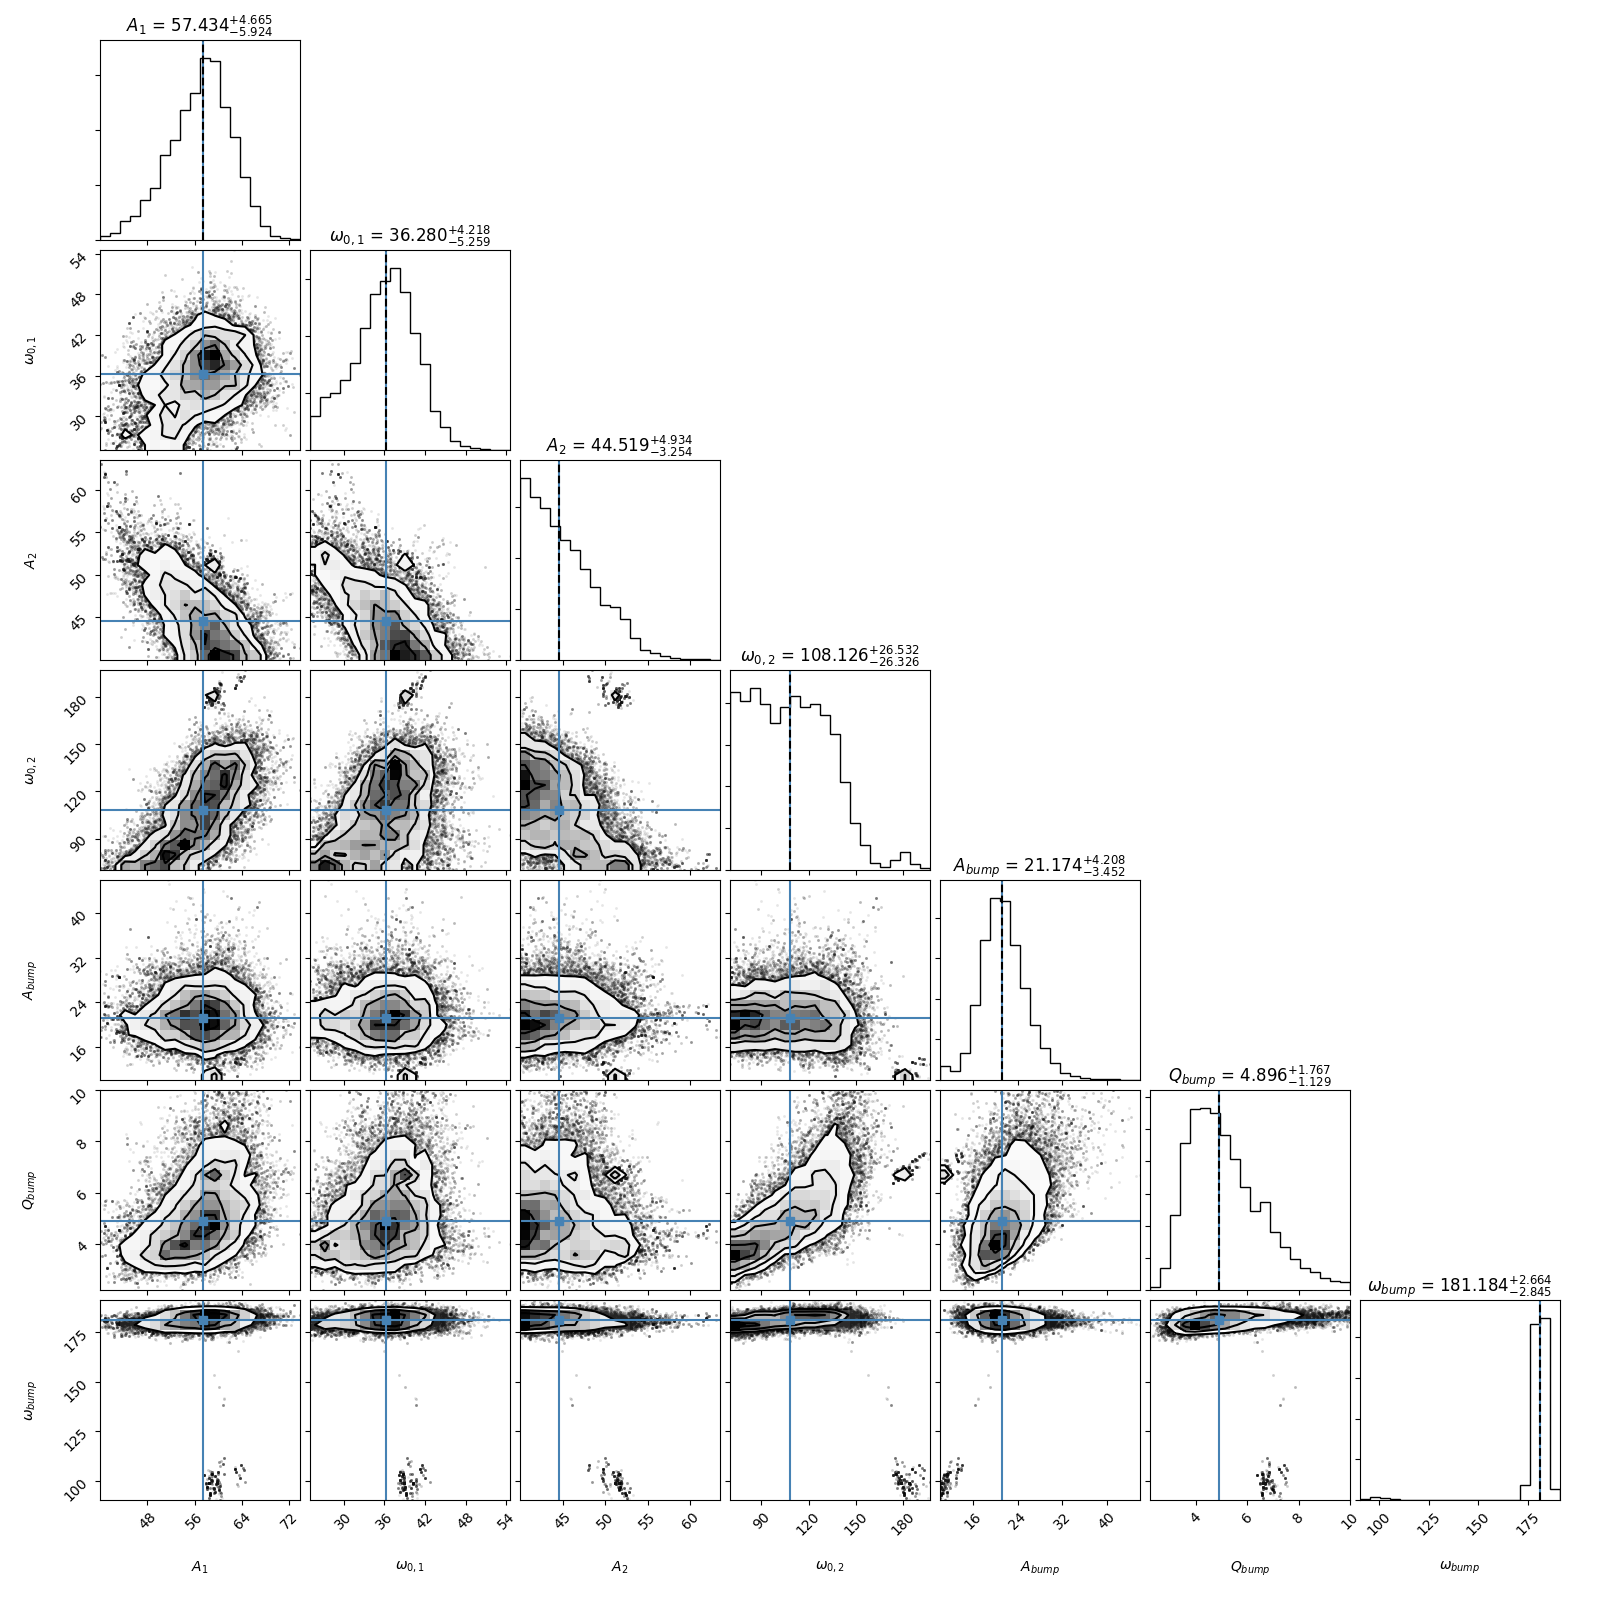 A_1 = 57.434^{+4.665}_{-5.924}
54
48
42
36
30
ω_{0,1}
ω_{0,1} = 36.280^{+4.218}_{-5.259}
60
55
50
45
A_2
A_2 = 44.519^{+4.934}_{-3.254}
180
150
120
90
ω_{0,2}
ω_{0,2} = 108.126^{+26.532}_{-26.326}
40
32
24
16
A_{bump}
A_{bump} = 21.174^{+4.208}_{-3.452}
10
8
6
4
Q_{bump}
Q_{bump} = 4.896^{+1.767}_{-1.129}
175
150
125
100
ω_{bump}
ω_{bump} = 181.184^{+2.664}_{-2.845}
48 56 64 72 30 36 42 48 54 45 50 55 60 90 120 150 180 16 24 32 40 4 6 8 10 100 125 150 175
A_1 ω_{0,1} A_2 ω_{0,2} A_{bump} Q_{bump} ω_{bump}